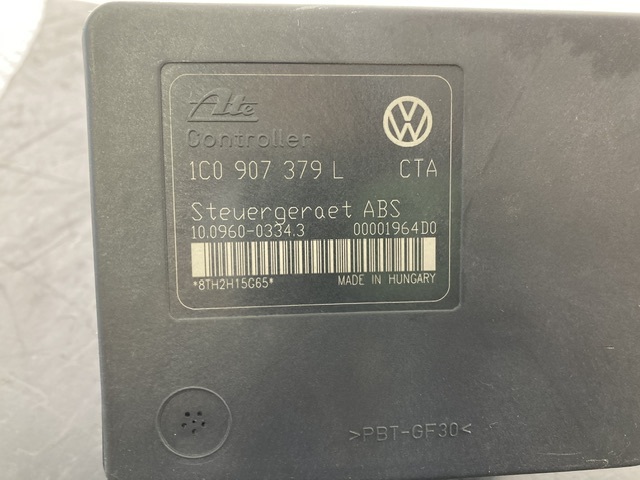 Ate
Controller
1C0 907 379 L CTA
Steuergeraet ABS
10.0960-0334.3 00001964D0
*8TH2H15G65* MADE IN HUNGARY
>PBT-GF30<